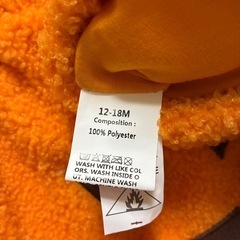 12-18M
Composition :
100% Polyester
WASH WITH LIKE COL
ORS. WASH INSIDE O
UT. MACHINE WASH